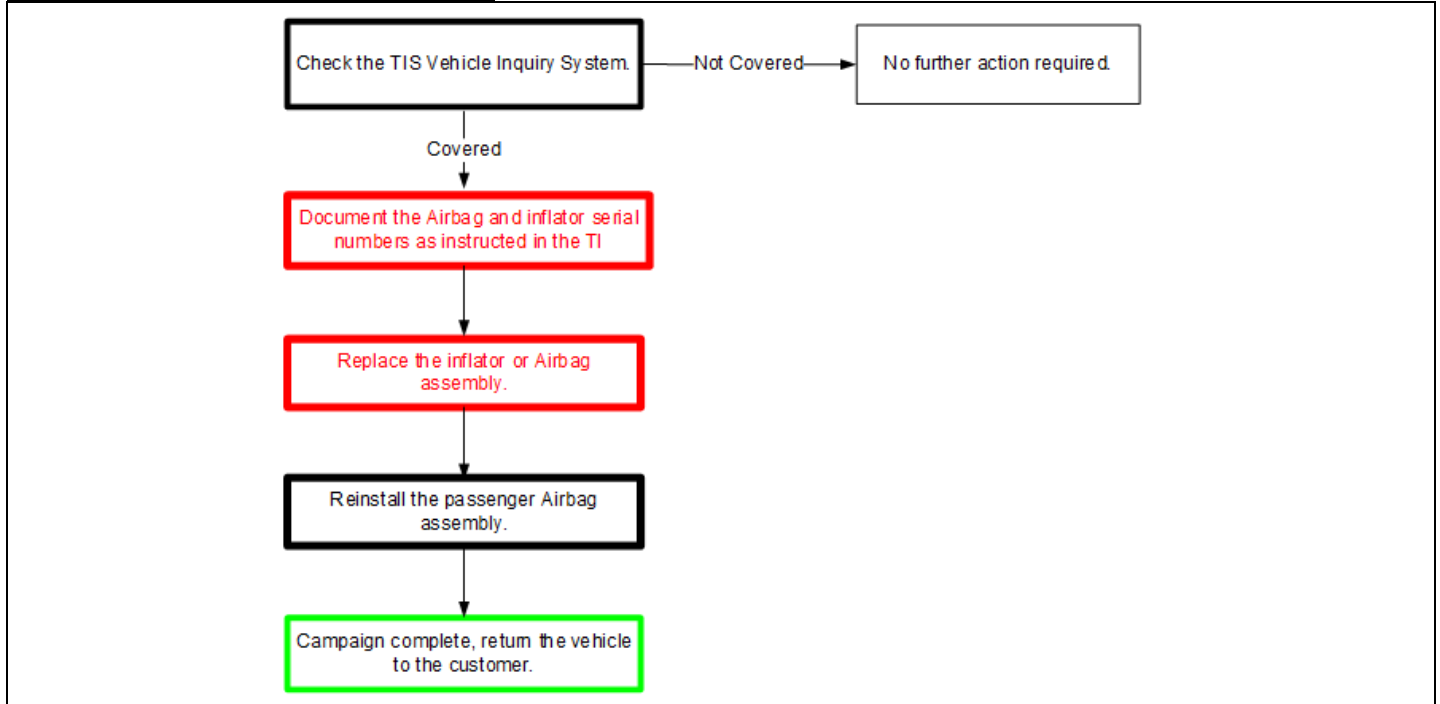 Check the TIS Vehicle Inquiry System.
Not Covered
No further action required.
Covered
Document the Airbag and inflator serial
numbers as instructed in the TI
Replace the inflator or Airbag
assembly.
Reinstall the passenger Airbag
assembly.
Campaign complete, return the vehicle
to the customer.